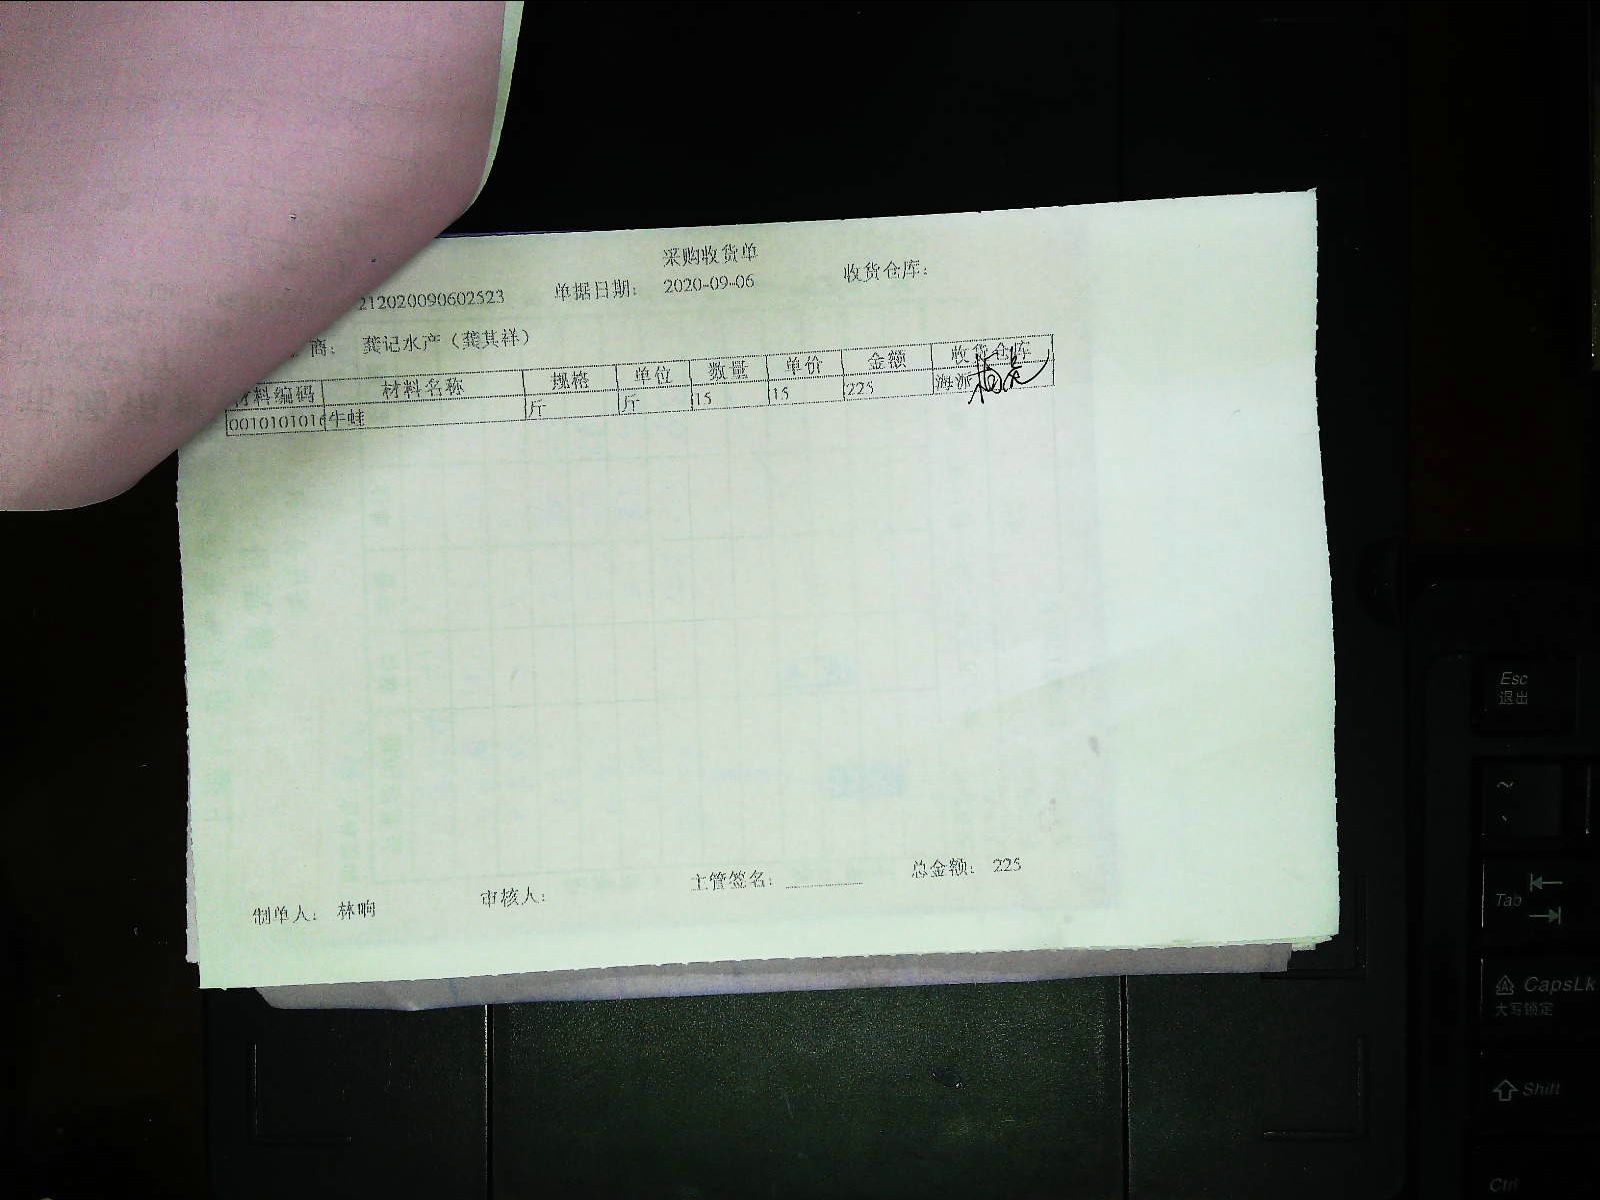 采购收货单
212020090602523 单据日期: 2020-09-06 收货仓库:
商: 龚记水产（龚其祥）
材料编码 材料名称 规格 单位 数量 单价 金额 收货仓库
0010101016 牛蛙 斤 斤 15 15 225 海派
制单人: 林响 审核人: 主管签名: 总金额: 225
Esc
退出
~
Tab
CapsLk
大写锁定
Shift
Ctrl